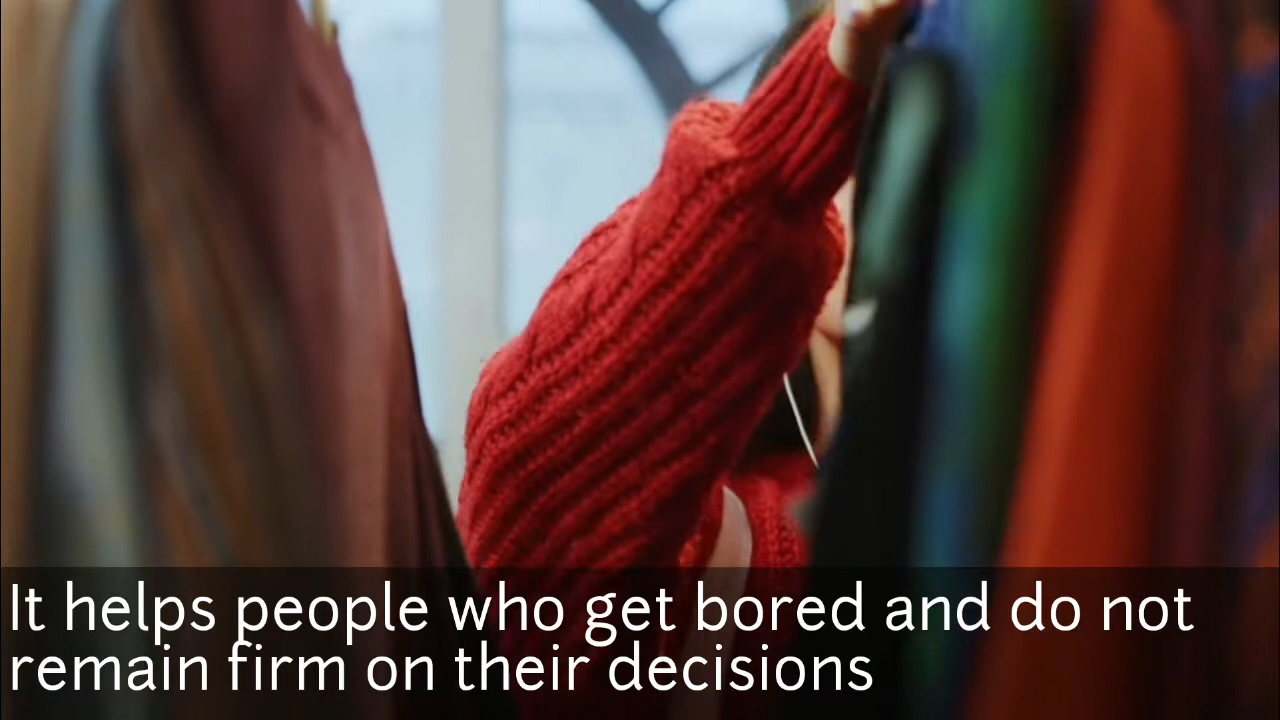 It helps people who get bored and do not
remain firm on their decisions